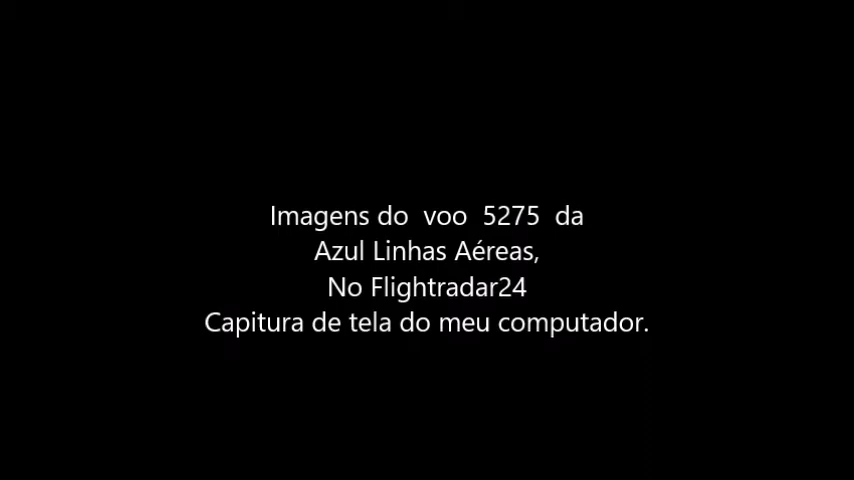 Imagens do  voo  5275  da
Azul Linhas Aéreas,
No Flightradar24
Capitura de tela do meu computador.